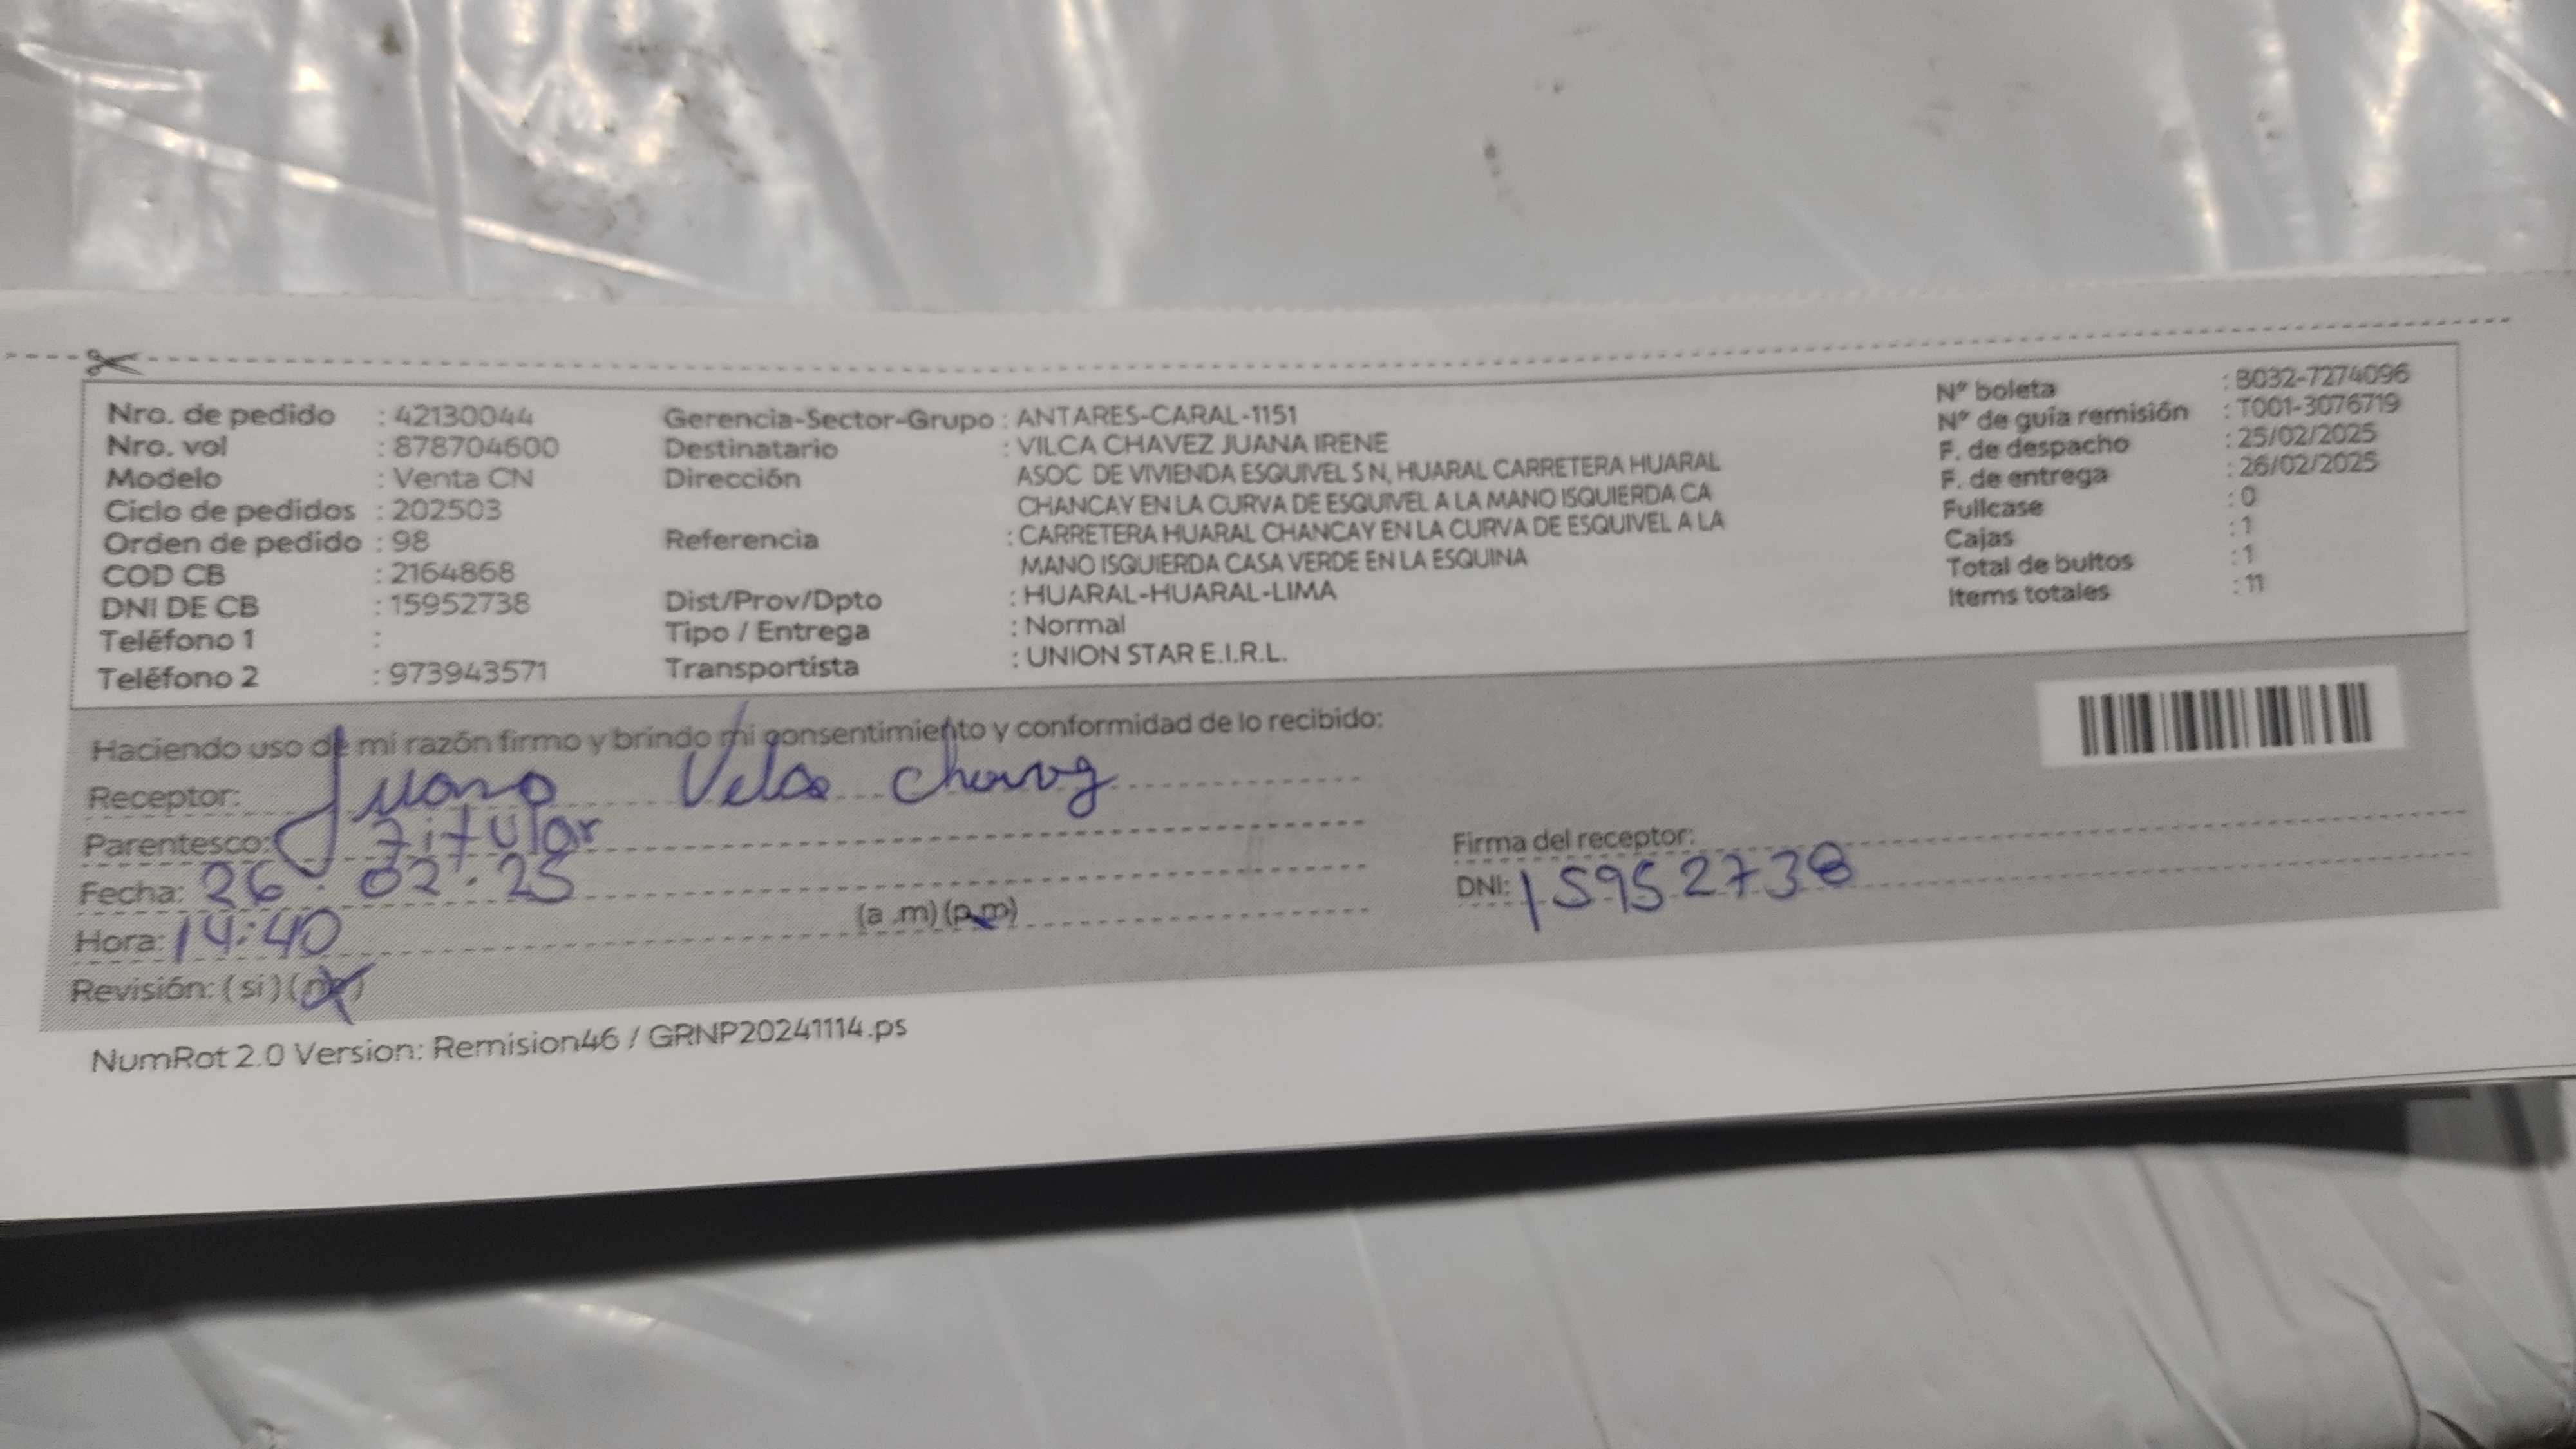 Nro. de pedido : 42130044
Nro. vol : 878704600
Modelo : Venta CN
Ciclo de pedidos : 202503
Orden de pedido : 98
COD CB : 2164868
DNI DE CB : 15952738
Teléfono 1 :
Teléfono 2 : 973943571
Gerencia-Sector-Grupo : ANTARES-CARAL-1151
Destinatario : VILCA CHAVEZ JUANA IRENE
Dirección ASOC DE VIVIENDA ESQUIVEL S N, HUARAL CARRETERA HUARAL
CHANCAY EN LA CURVA DE ESQUIVEL A LA MANO ISQUIERDA CA
Referencia : CARRETERA HUARAL CHANCAY EN LA CURVA DE ESQUIVEL A LA
MANO ISQUIERDA CASA VERDE EN LA ESQUINA
Dist/Prov/Dpto : HUARAL-HUARAL-LIMA
Tipo / Entrega : Normal
Transportista : UNION STAR E.I.R.L.
Nº boleta : B032-7274096
Nº de guía remisión : T001-3076719
F. de despacho : 25/02/2025
F. de entrega : 26/02/2025
Fullcase : 0
Cajas : 1
Total de bultos : 1
Items totales : 11
Haciendo uso de mi razón firmo y brindo mi consentimiento y conformidad de lo recibido:
Receptor: Juana
Parentesco: Titular
Fecha: 26.02.25
Hora: 14:40 (a .m) (p.m)
Revisión: ( si ) ( no )
Firma del receptor:
DNI: 15952738
NumRot 2.0 Version: Remision46 / GRNP20241114.ps